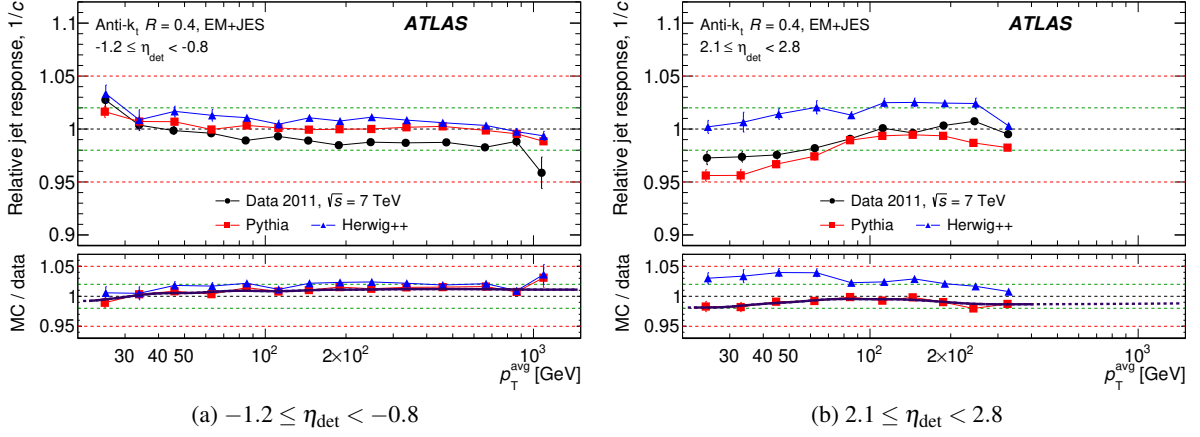 Relative jet response, 1/c
1.1
1.05
1
0.95
0.9
Anti-kt R = 0.4, EM+JES
-1.2 ≤ ηdet < -0.8
ATLAS
Data 2011, √s = 7 TeV
Pythia
Herwig++
MC / data
1.05
1
0.95
30 40 50 10² 2×10² 10³
pTavg [GeV]
(a) −1.2 ≤ ηdet < −0.8
Relative jet response, 1/c
1.1
1.05
1
0.95
0.9
Anti-kt R = 0.4, EM+JES
2.1 ≤ ηdet < 2.8
ATLAS
Data 2011, √s = 7 TeV
Pythia
Herwig++
MC / data
1.05
1
0.95
30 40 50 10² 2×10² 10³
pTavg [GeV]
(b) 2.1 ≤ ηdet < 2.8